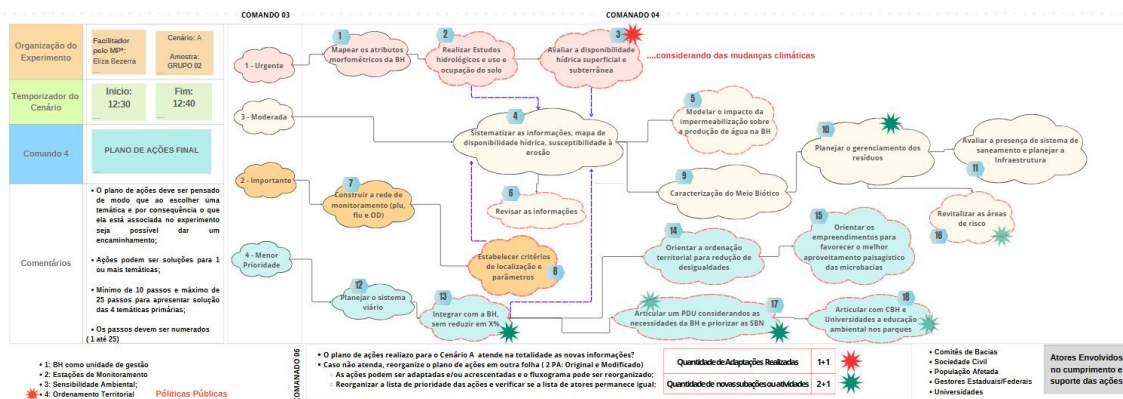 COMANDO 03
COMANADO 04
Organização do
Experimento
Facilitador
pelo MPª:
Eliza Bezerra
....
Cenário: A
Amostra:
GRUPO 02
....
Temporizador do
Cenário
Inicio:
12:30
....
Fim:
12:40
....
Comando 4
PLANO DE AÇÕES FINAL
....
Comentários
• O plano de ações deve ser pensado
de modo que ao escolher uma
temática e por consequência o que
ela está associada no experimento
seja possível dar um
encaminhamento;
• Ações podem ser soluções para 1
ou mais temáticas;
• Mínimo de 10 passos e máximo de
25 passos para apresentar solução
das 4 temáticas primárias;
• Os passos devem ser numerados
( 1 até 25)
1 - Urgente
1
Mapear os atributos
morfométricos da BH
2
Realizar Estudos
hidrológicos e uso e
ocupação do solo
3
Avaliar a disponibilidade
hídrica superficial e
subterrânea
....considerando das mudanças climáticas
3 - Moderada
4
Sistematizar as informações, mapa de
disponibilidade hídrica, susceptibilidade à
erosão
5
Modelar o impacto da
impermeabilização sobre
a produção de água na BH
6
Revisar as informações
9
Caracterização do Meio Biótico
10
Planejar o gerenciamento dos
resíduos
Avaliar a presença de sistema de
saneamento e planejar a
Infraestrutura
11
Revitalizar as áreas
de risco
16
2 - Importante
7
Construir a rede de
monitoramento (plu,
flu e OD)
Estabelecer critérios
de localização e
parâmetros
8
4 - Menor
Prioridade
12
Planejar o sistema
viário
13
Integrar com a BH,
sem reduzir em X%
14
Orientar a ordenação
territorial para redução de
desigualdades
15
Orientar os
empreendimentos para
favorecer o melhor
aproveitamento paisagístico
das microbacias
17
Articular um PDU considerandos as
necesidades da BH e priorizar as SBN
18
Articular com CBH e
Universidades a educação
ambiental nos parques
• 1: BH como unidade de gestão
• 2: Estações de Monitoramento
• 3: Sensibilidade Ambiental;
• 4: Ordenamento Territorial
Póliticas Públicas
COMANDO 06
• O plano de ações realiazo para o Cenário A atende na totalidade as novas informações?
• Caso não atenda, reorganize o plano de ações em outra folha ( 2 PA: Original e Modificado)
○ As ações podem ser adaptadas e/ou acrescentadas e o fluxograma pode ser reorganizado;
○ Reorganizar a lista de prioridade das ações e verificar se a lista de atores permanece igual;
Quantidade de Adaptações Realizadas
1+1
Quantidade de novas subações ou atividades
2+1
• Comitês de Bacias
• Sociedade Civil
• População Afetada
• Gestores Estaduais/Federais
• Universidades
Atores Envolvidos
no cumprimento e
suporte das ações